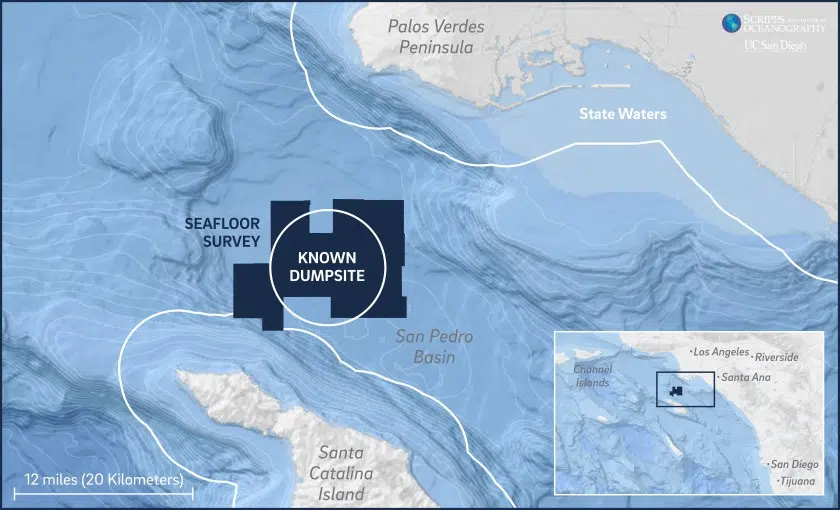 Palos Verdes
Peninsula
SCRIPPS INSTITUTION OF
OCEANOGRAPHY
UC San Diego
State Waters
SEAFLOOR
SURVEY
KNOWN
DUMPSITE
San Pedro
Basin
Santa
Catalina
Island
12 miles (20 Kilometers)
Los Angeles
Riverside
Channel
Islands
Santa Ana
San Diego
Tijuana